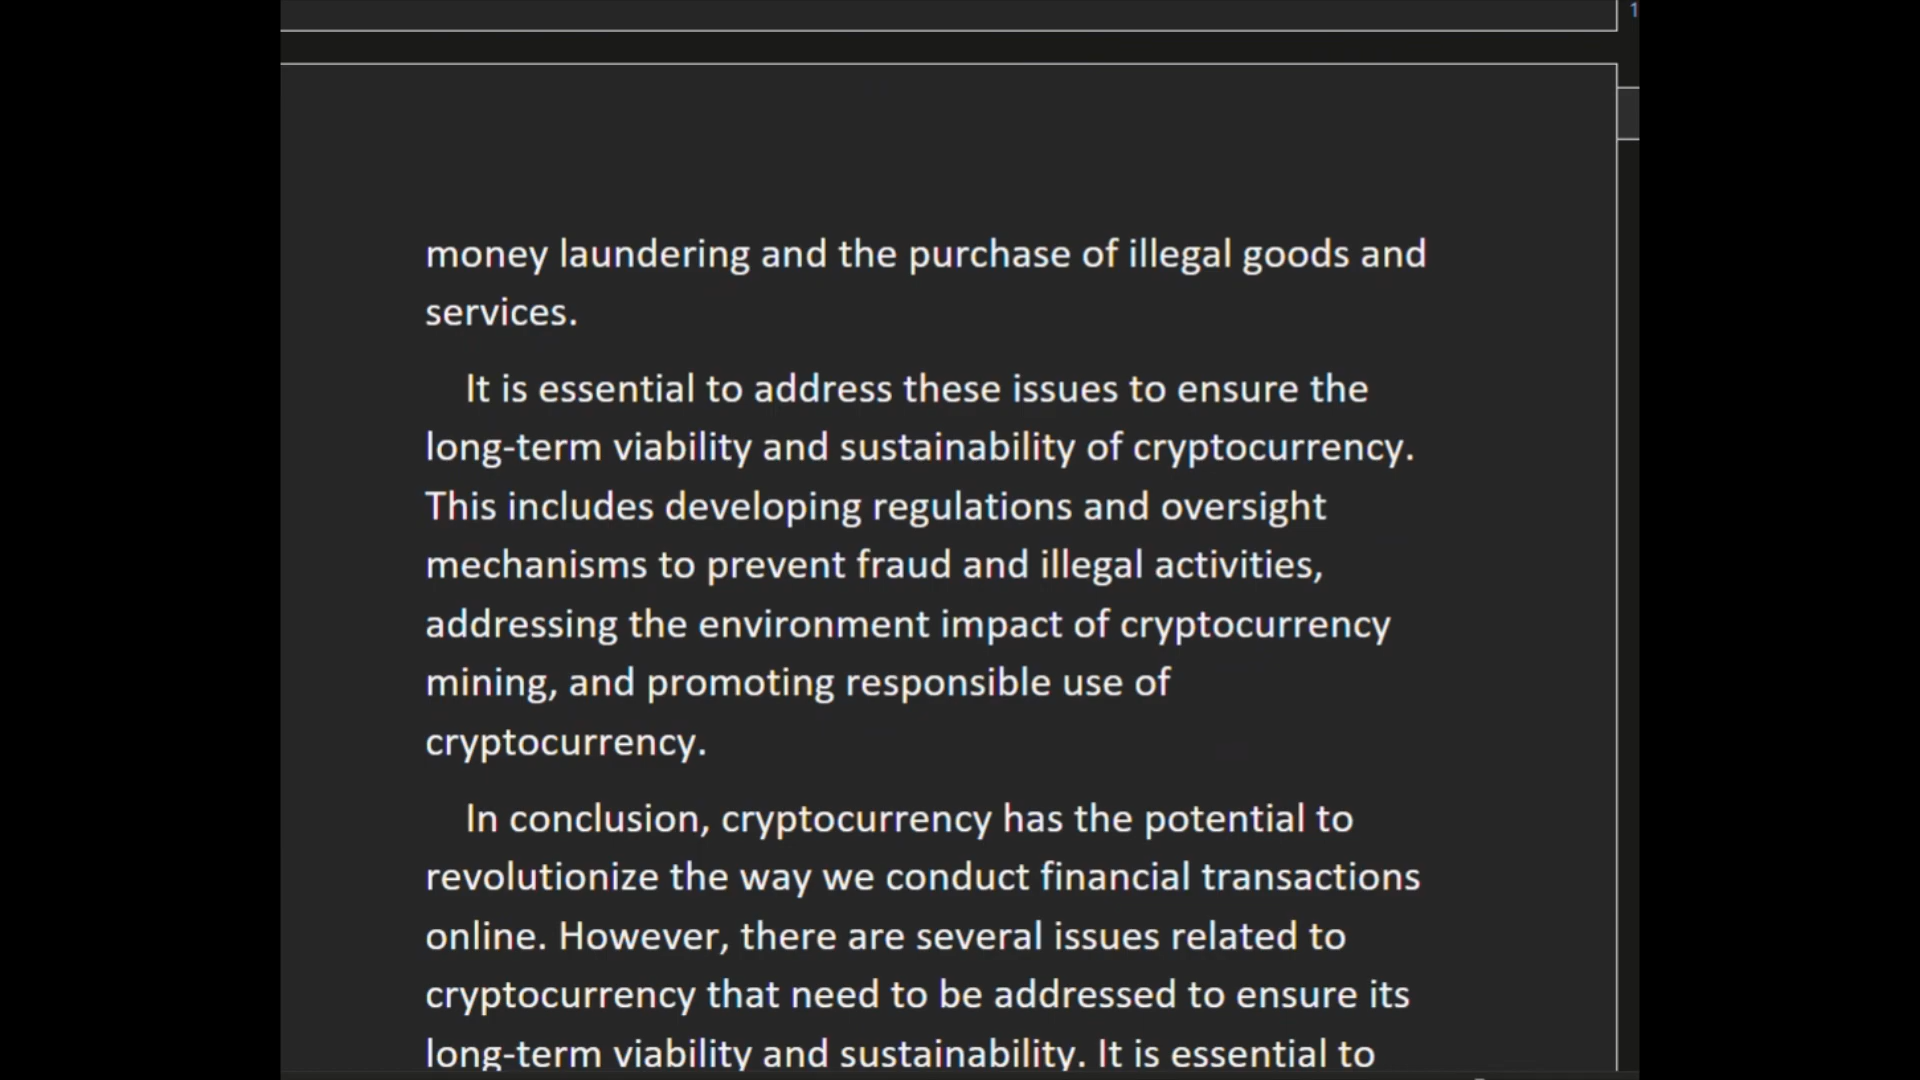 1
money laundering and the purchase of illegal goods and
services.
It is essential to address these issues to ensure the
long-term viability and sustainability of cryptocurrency.
This includes developing regulations and oversight
mechanisms to prevent fraud and illegal activities,
addressing the environment impact of cryptocurrency
mining, and promoting responsible use of
cryptocurrency.
In conclusion, cryptocurrency has the potential to
revolutionize the way we conduct financial transactions
online. However, there are several issues related to
cryptocurrency that need to be addressed to ensure its
long-term viability and sustainability. It is essential to